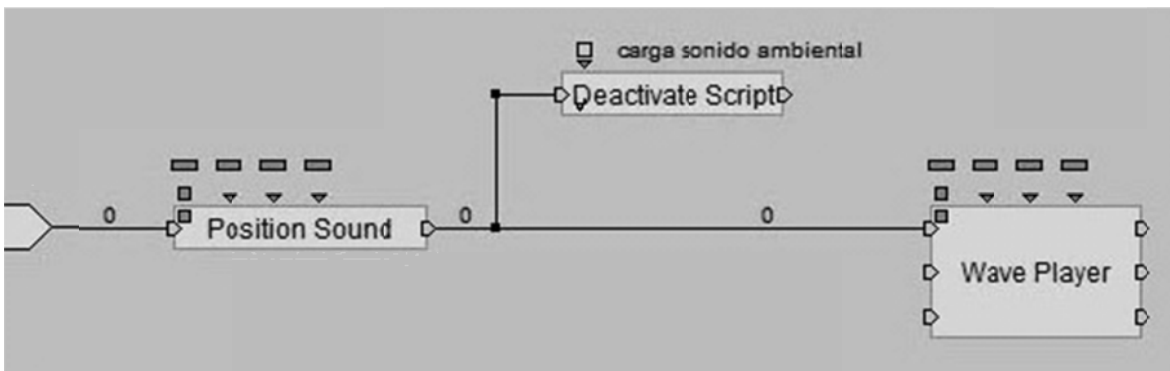 carga sonido ambiental
Deactivate Script
0
Position Sound
0
0
Wave Player